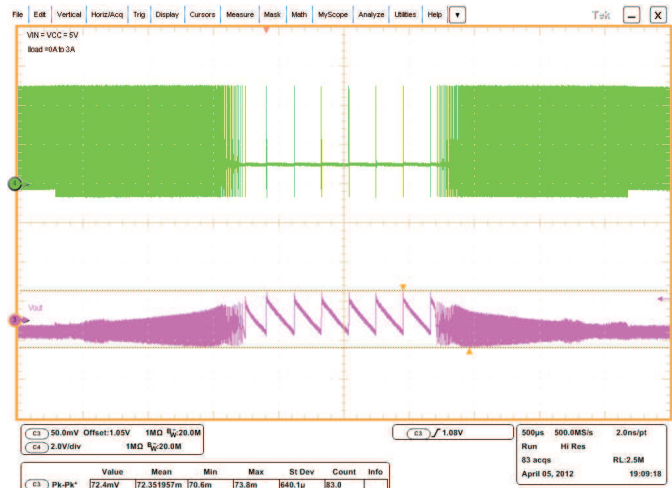 File Edit Vertical Horiz/Acq Trig Display Cursors Measure Mask Math MyScope Analyze Utilities Help Tek
VIN = VCC = 5V
Iload =0A to 3A
4
3
Vout
C3 50.0mV Offset:1.05V 1MΩ BW:20.0M
C4 2.0V/div 1MΩ BW:20.0M
C3 1.08V
500µs 500.0MS/s 2.0ns/pt
Run Hi Res
83 acqs RL:2.5M
April 05, 2012 19:09:18
Value Mean Min Max St Dev Count Info
C3 Pk-Pk* 72.4mV 72.351957m 70.6m 73.8m 640.1µ 83.0